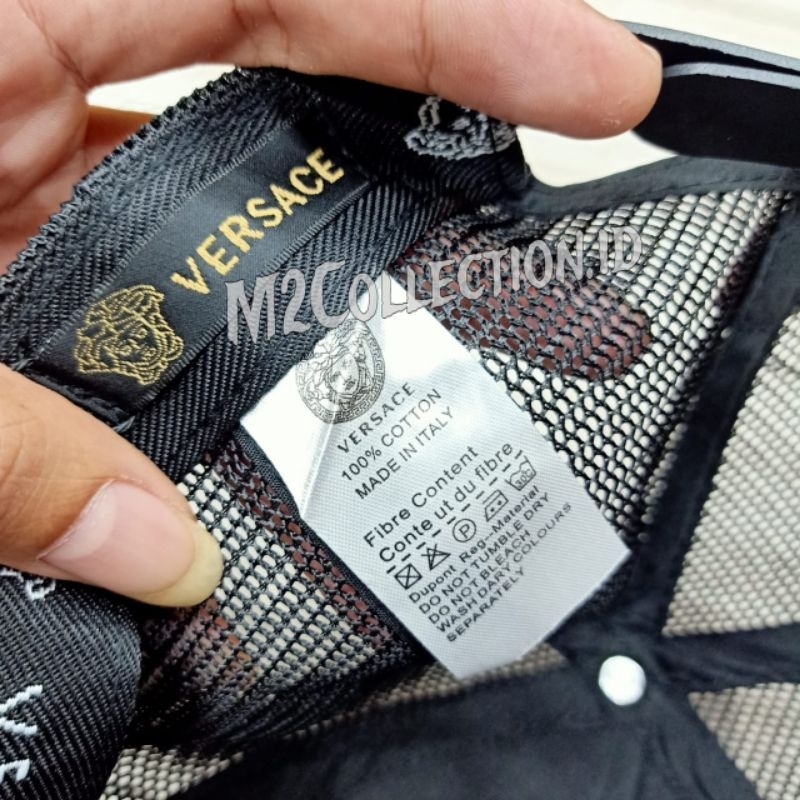 VERSACE
M2Collection.id
VERSACE
100% COTTON
MADE IN ITALY
Fibre Content
Conte ut du fibre
Dupont Reg-Material
DO NOT TUMBLE DRY
DO NOT BLEACH
WASH DARY COLOURS
SEPARATELY